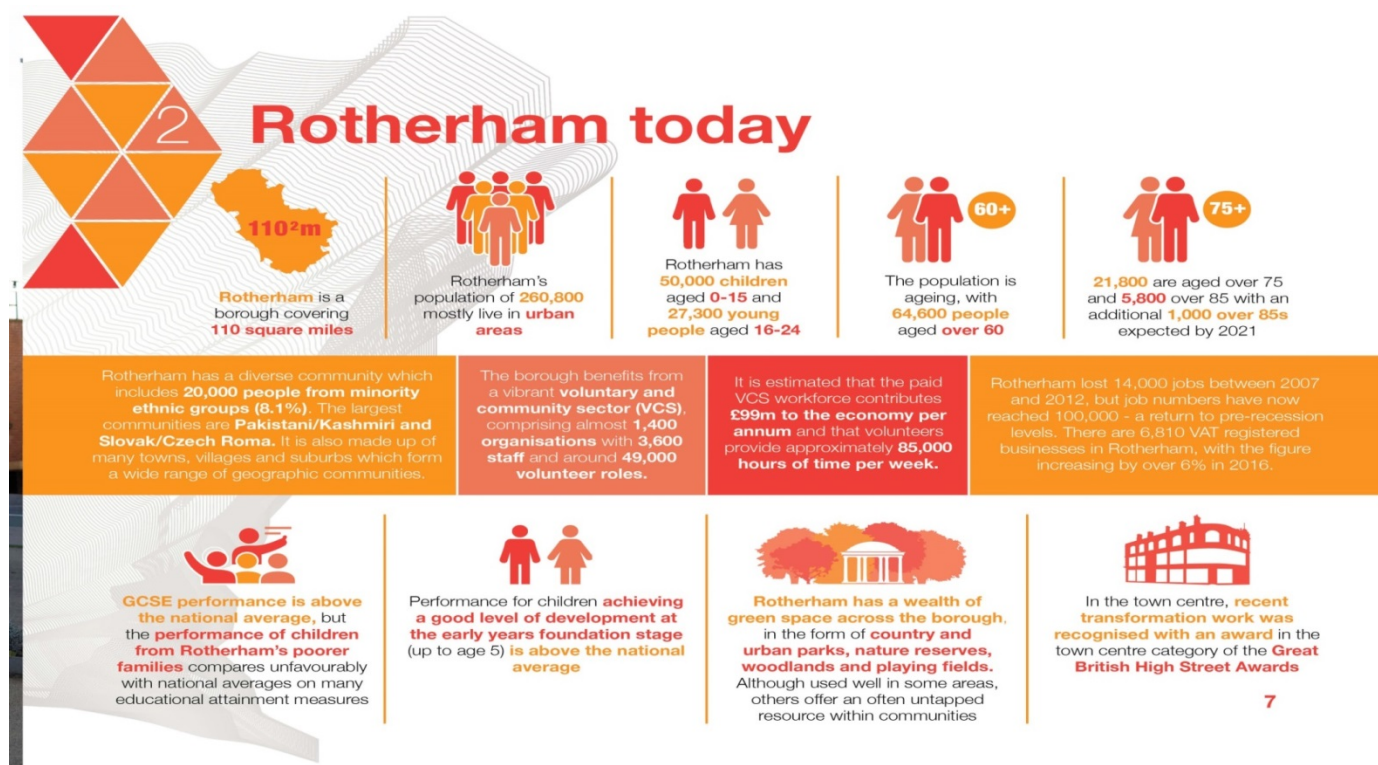 2
Rotherham today
110²m
Rotherham is a
borough covering
110 square miles
Rotherham's
population of 260,800
mostly live in urban
areas
Rotherham has
50,000 children
aged 0-15 and
27,300 young
people aged 16-24
60+
The population is
ageing, with
64,600 people
aged over 60
75+
21,800 are aged over 75
and 5,800 over 85 with an
additional 1,000 over 85s
expected by 2021
Rotherham has a diverse community which
includes 20,000 people from minority
ethnic groups (8.1%). The largest
communities are Pakistani/Kashmiri and
Slovak/Czech Roma. It is also made up of
many towns, villages and suburbs which form
a wide range of geographic communities.
The borough benefits from
a vibrant voluntary and
community sector (VCS),
comprising almost 1,400
organisations with 3,600
staff and around 49,000
volunteer roles.
It is estimated that the paid
VCS workforce contributes
£99m to the economy per
annum and that volunteers
provide approximately 85,000
hours of time per week.
Rotherham lost 14,000 jobs between 2007
and 2012, but job numbers have now
reached 100,000 - a return to pre-recession
levels. There are 6,810 VAT registered
businesses in Rotherham, with the figure
increasing by over 6% in 2016.
GCSE performance is above
the national average, but
the performance of children
from Rotherham's poorer
families compares unfavourably
with national averages on many
educational attainment measures
Performance for children achieving
a good level of development at
the early years foundation stage
(up to age 5) is above the national
average
Rotherham has a wealth of
green space across the borough,
in the form of country and
urban parks, nature reserves,
woodlands and playing fields.
Although used well in some areas,
others offer an often untapped
resource within communities
In the town centre, recent
transformation work was
recognised with an award in the
town centre category of the Great
British High Street Awards
7